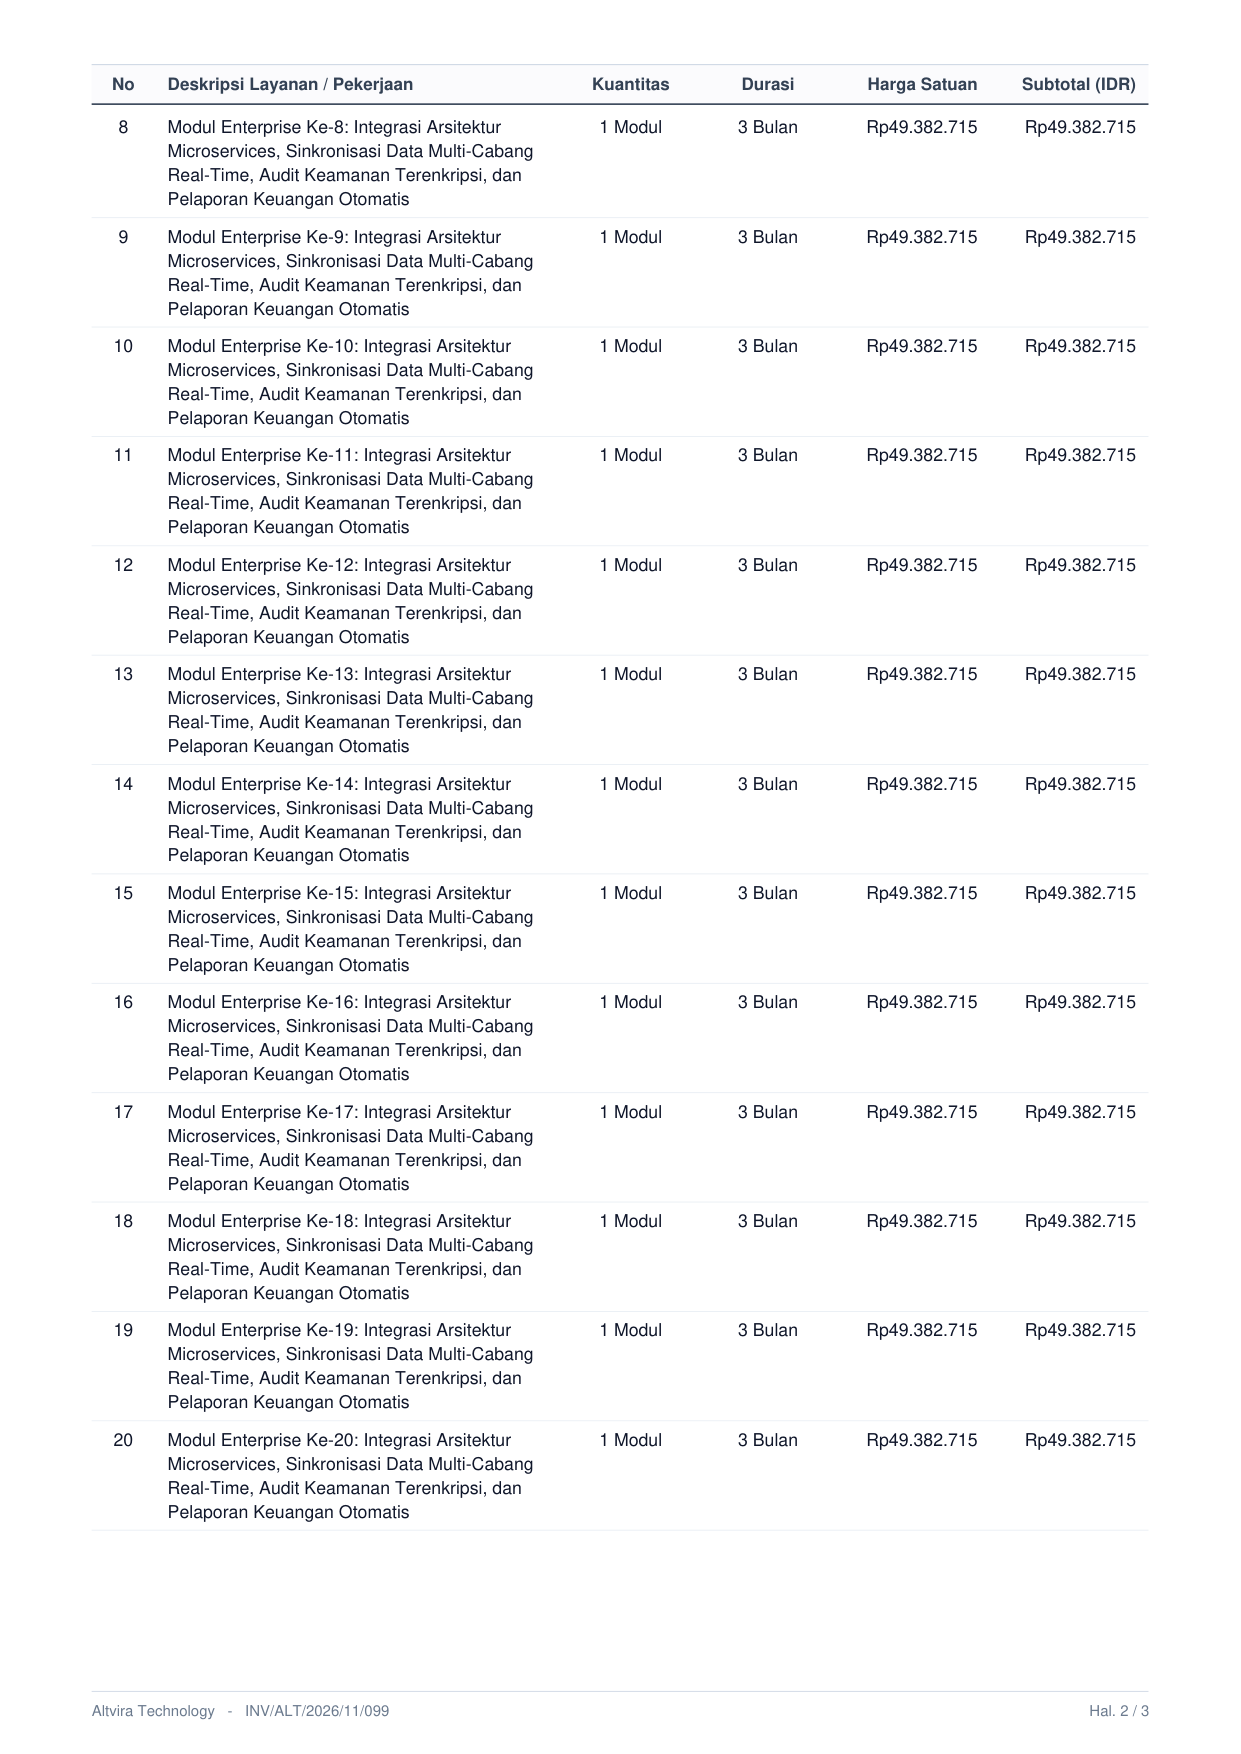 No Deskripsi Layanan / Pekerjaan Kuantitas Durasi Harga Satuan Subtotal (IDR)
8 Modul Enterprise Ke-8: Integrasi Arsitektur 1 Modul 3 Bulan Rp49.382.715 Rp49.382.715
Microservices, Sinkronisasi Data Multi-Cabang
Real-Time, Audit Keamanan Terenkripsi, dan
Pelaporan Keuangan Otomatis
9 Modul Enterprise Ke-9: Integrasi Arsitektur 1 Modul 3 Bulan Rp49.382.715 Rp49.382.715
Microservices, Sinkronisasi Data Multi-Cabang
Real-Time, Audit Keamanan Terenkripsi, dan
Pelaporan Keuangan Otomatis
10 Modul Enterprise Ke-10: Integrasi Arsitektur 1 Modul 3 Bulan Rp49.382.715 Rp49.382.715
Microservices, Sinkronisasi Data Multi-Cabang
Real-Time, Audit Keamanan Terenkripsi, dan
Pelaporan Keuangan Otomatis
11 Modul Enterprise Ke-11: Integrasi Arsitektur 1 Modul 3 Bulan Rp49.382.715 Rp49.382.715
Microservices, Sinkronisasi Data Multi-Cabang
Real-Time, Audit Keamanan Terenkripsi, dan
Pelaporan Keuangan Otomatis
12 Modul Enterprise Ke-12: Integrasi Arsitektur 1 Modul 3 Bulan Rp49.382.715 Rp49.382.715
Microservices, Sinkronisasi Data Multi-Cabang
Real-Time, Audit Keamanan Terenkripsi, dan
Pelaporan Keuangan Otomatis
13 Modul Enterprise Ke-13: Integrasi Arsitektur 1 Modul 3 Bulan Rp49.382.715 Rp49.382.715
Microservices, Sinkronisasi Data Multi-Cabang
Real-Time, Audit Keamanan Terenkripsi, dan
Pelaporan Keuangan Otomatis
14 Modul Enterprise Ke-14: Integrasi Arsitektur 1 Modul 3 Bulan Rp49.382.715 Rp49.382.715
Microservices, Sinkronisasi Data Multi-Cabang
Real-Time, Audit Keamanan Terenkripsi, dan
Pelaporan Keuangan Otomatis
15 Modul Enterprise Ke-15: Integrasi Arsitektur 1 Modul 3 Bulan Rp49.382.715 Rp49.382.715
Microservices, Sinkronisasi Data Multi-Cabang
Real-Time, Audit Keamanan Terenkripsi, dan
Pelaporan Keuangan Otomatis
16 Modul Enterprise Ke-16: Integrasi Arsitektur 1 Modul 3 Bulan Rp49.382.715 Rp49.382.715
Microservices, Sinkronisasi Data Multi-Cabang
Real-Time, Audit Keamanan Terenkripsi, dan
Pelaporan Keuangan Otomatis
17 Modul Enterprise Ke-17: Integrasi Arsitektur 1 Modul 3 Bulan Rp49.382.715 Rp49.382.715
Microservices, Sinkronisasi Data Multi-Cabang
Real-Time, Audit Keamanan Terenkripsi, dan
Pelaporan Keuangan Otomatis
18 Modul Enterprise Ke-18: Integrasi Arsitektur 1 Modul 3 Bulan Rp49.382.715 Rp49.382.715
Microservices, Sinkronisasi Data Multi-Cabang
Real-Time, Audit Keamanan Terenkripsi, dan
Pelaporan Keuangan Otomatis
19 Modul Enterprise Ke-19: Integrasi Arsitektur 1 Modul 3 Bulan Rp49.382.715 Rp49.382.715
Microservices, Sinkronisasi Data Multi-Cabang
Real-Time, Audit Keamanan Terenkripsi, dan
Pelaporan Keuangan Otomatis
20 Modul Enterprise Ke-20: Integrasi Arsitektur 1 Modul 3 Bulan Rp49.382.715 Rp49.382.715
Microservices, Sinkronisasi Data Multi-Cabang
Real-Time, Audit Keamanan Terenkripsi, dan
Pelaporan Keuangan Otomatis
Altvira Technology - INV/ALT/2026/11/099 Hal. 2 / 3